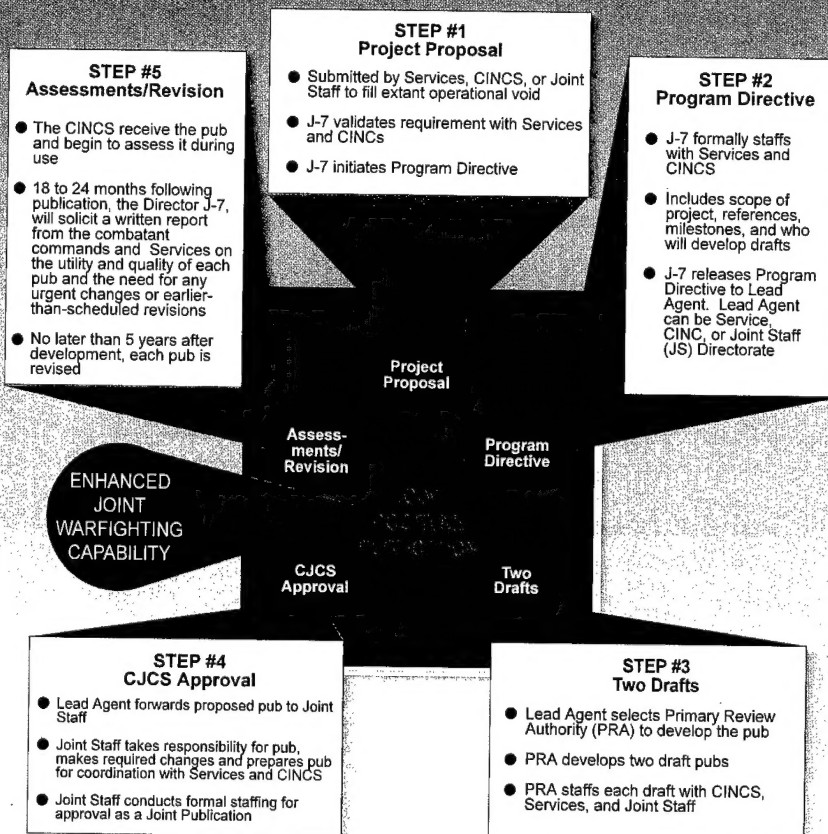 STEP #1
Project Proposal
● Submitted by Services, CINCS, or Joint
Staff to fill extant operational void
● J-7 validates requirement with Services
and CINCs
● J-7 initiates Program Directive
STEP #2
Program Directive
● J-7 formally staffs
with Services and
CINCS
● Includes scope of
project, references,
milestones, and who
will develop drafts
● J-7 releases Program
Directive to Lead
Agent. Lead Agent
can be Service,
CINC, or Joint Staff
(JS) Directorate
STEP #3
Two Drafts
● Lead Agent selects Primary Review
Authority (PRA) to develop the pub
● PRA develops two draft pubs
● PRA staffs each draft with CINCS,
Services, and Joint Staff
STEP #4
CJCS Approval
● Lead Agent forwards proposed pub to Joint
Staff
● Joint Staff takes responsibility for pub,
makes required changes and prepares pub
for coordination with Services and CINCS
● Joint Staff conducts formal staffing for
approval as a Joint Publication
STEP #5
Assessments/Revision
● The CINCS receive the pub
and begin to assess it during
use
● 18 to 24 months following
publication, the Director J-7,
will solicit a written report
from the combatant
commands and Services on
the utility and quality of each
pub and the need for any
urgent changes or earlier-
than-scheduled revisions
● No later than 5 years after
development, each pub is
revised
Project
Proposal
Program
Directive
Two
Drafts
CJCS
Approval
Assess-
ments/
Revision
ENHANCED
JOINT
WARFIGHTING
CAPABILITY